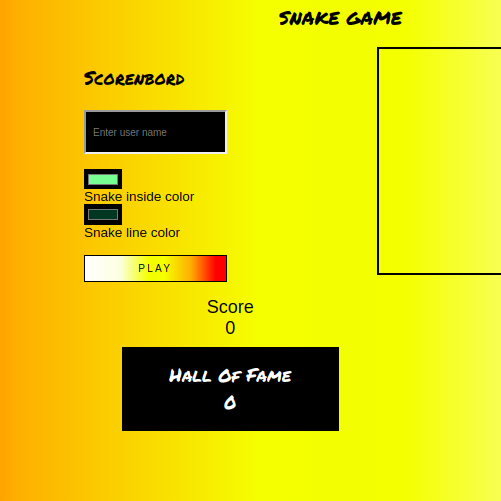 Snake game
Scorenbord
Enter user name
Snake inside color
Snake line color
PLAY
Score
0
Hall Of Fame
0